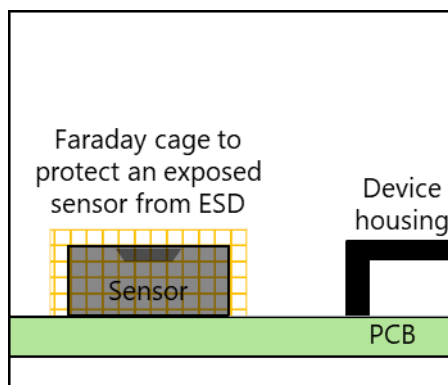 Faraday cage to
protect an exposed
sensor from ESD
Device
housing
Sensor
PCB